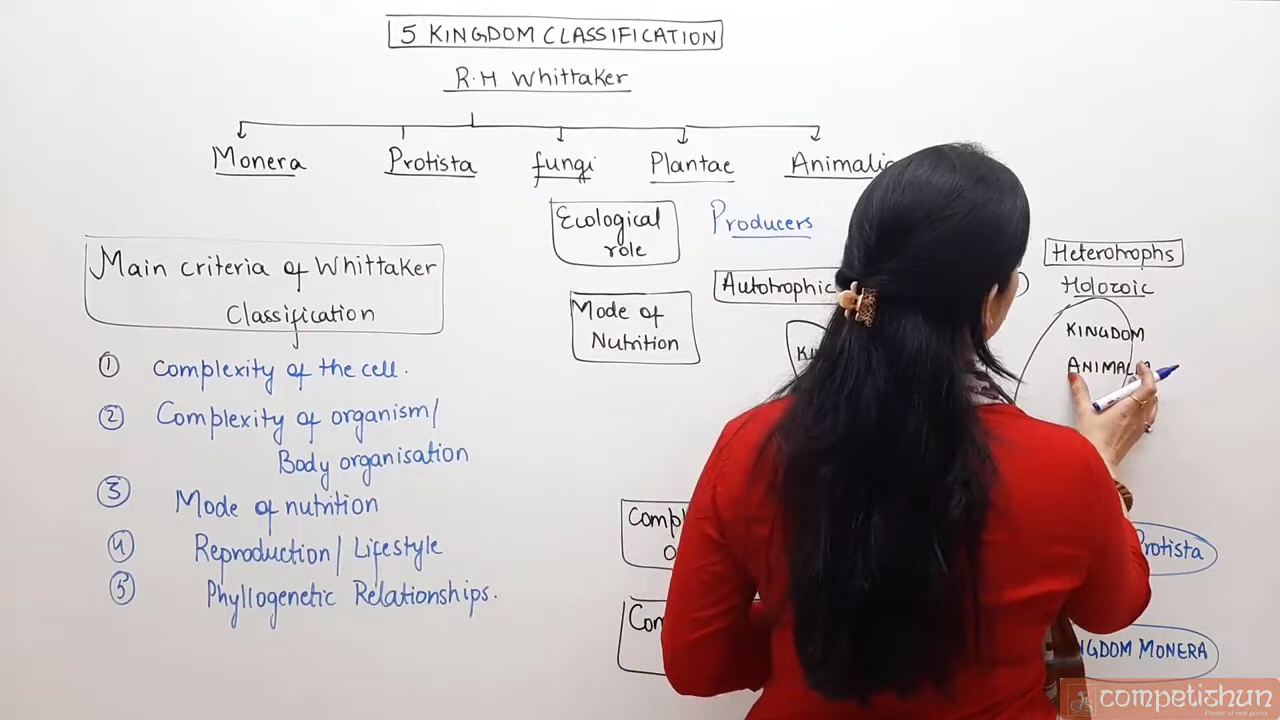 5 KINGDOM CLASSIFICATION
R.H Whittaker
Monera Protista fungi Plantae
Main criteria of Whittaker
Classification
① Complexity of the cell.
② Complexity of organism/
Body organisation
③ Mode of nutrition
④ Reproduction/ Lifestyle
⑤ Phyllogenetic Relationships.
Ecological
role
Producers
Mode of
Nutrition
Autotrophic
Heterotrophs
Holozoic
KINGDOM
Protista
MONERA
competishun